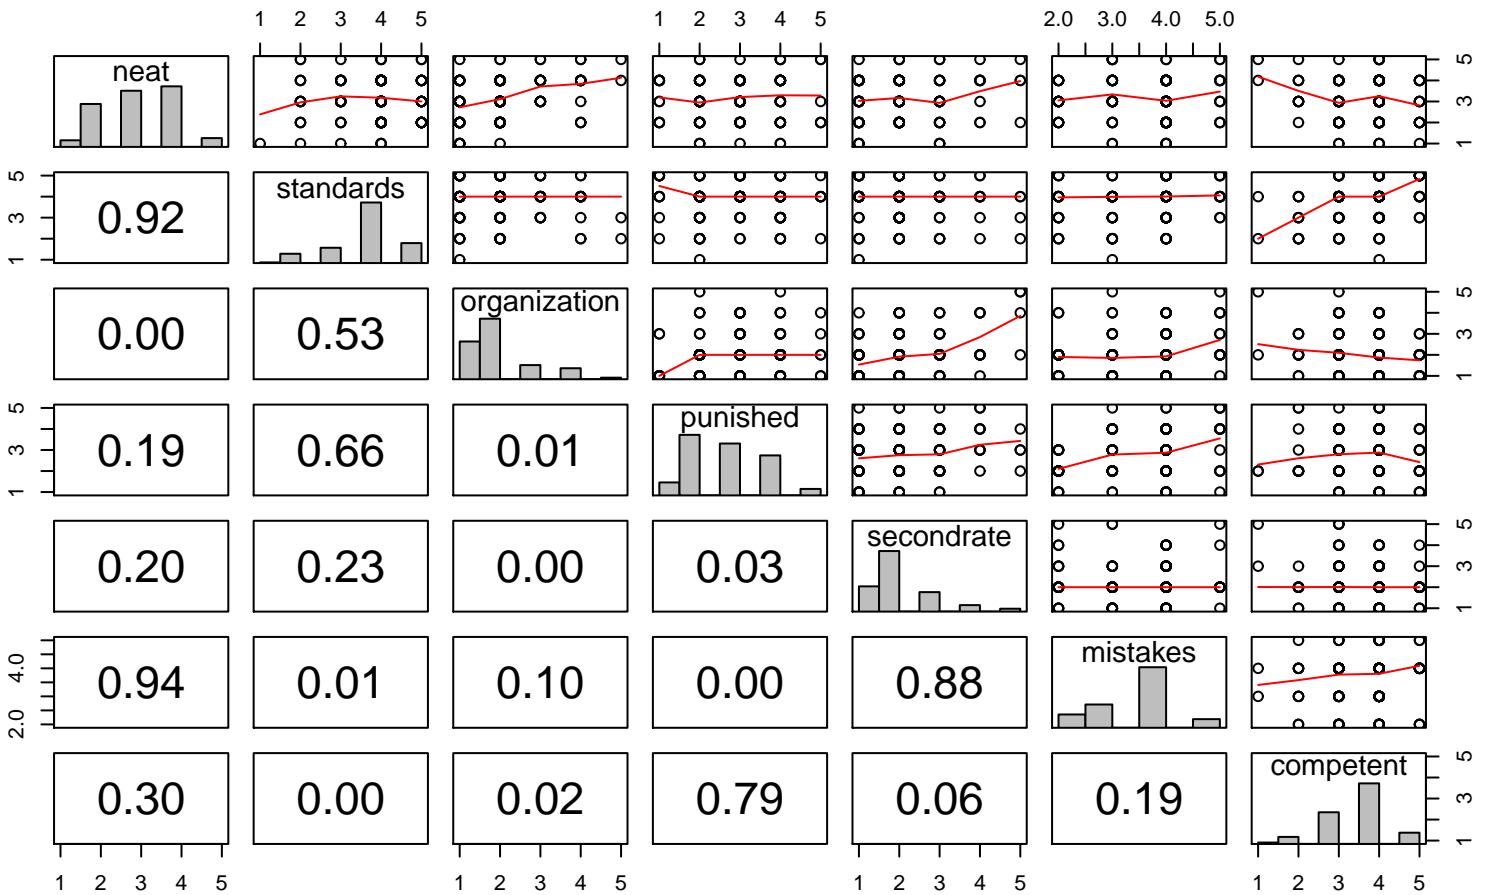 1 2 3 4 5 1 2 3 4 5 2.0 3.0 4.0 5.0
neat
1 3 5
standards
0.92
1 3 5
organization
0.00 0.53
1 3 5
punished
0.19 0.66 0.01
1 3 5
secondrate
0.20 0.23 0.00 0.03
1 3 5
mistakes
0.94 0.01 0.10 0.00 0.88
2.0 4.0
competent
0.30 0.00 0.02 0.79 0.06 0.19
1 3 5
1 2 3 4 5 1 2 3 4 5 1 2 3 4 5 1 2 3 4 5